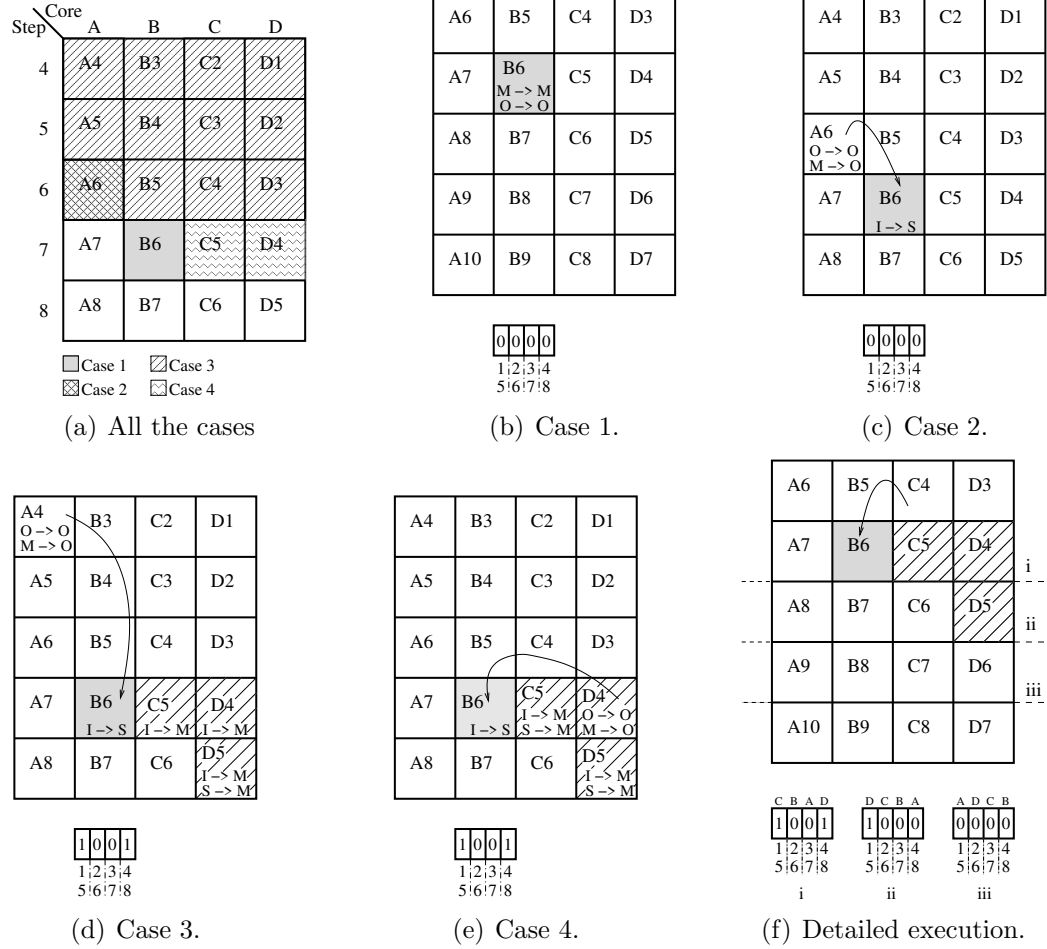 Core
Step A B C D
4 A4 B3 C2 D1
5 A5 B4 C3 D2
6 A6 B5 C4 D3
7 A7 B6 C5 D4
8 A8 B7 C6 D5
Case 1 Case 3
Case 2 Case 4
(a) All the cases
A6 B5 C4 D3
A7 B6 C5 D4
M -> M
O -> O
A8 B7 C6 D5
A9 B8 C7 D6
A10 B9 C8 D7
0 0 0 0
1 2 3 4
5 6 7 8
(b) Case 1.
A4 B3 C2 D1
A5 B4 C3 D2
A6 B5 C4 D3
O -> O
M -> O
A7 B6 C5 D4
I -> S
A8 B7 C6 D5
0 0 0 0
1 2 3 4
5 6 7 8
(c) Case 2.
A4 B3 C2 D1
O -> O
M -> O
A5 B4 C3 D2
A6 B5 C4 D3
A7 B6 C5 D4
I -> S I -> M I -> M
A8 B7 C6 D5
I -> M
S -> M
1 0 0 1
1 2 3 4
5 6 7 8
(d) Case 3.
A4 B3 C2 D1
A5 B4 C3 D2
A6 B5 C4 D3
A7 B6 C5 D4
I -> M O -> O
I -> S S -> M M -> O
A8 B7 C6 D5
I -> M
S -> M
1 0 0 1
1 2 3 4
5 6 7 8
(e) Case 4.
A6 B5 C4 D3
A7 B6 C5 D4 i
A8 B7 C6 D5 ii
A9 B8 C7 D6 iii
A10 B9 C8 D7
C B A D D C B A A D C B
1 0 0 1 1 0 0 0 0 0 0 0
1 2 3 4 1 2 3 4 1 2 3 4
5 6 7 8 5 6 7 8 5 6 7 8
i ii iii
(f) Detailed execution.